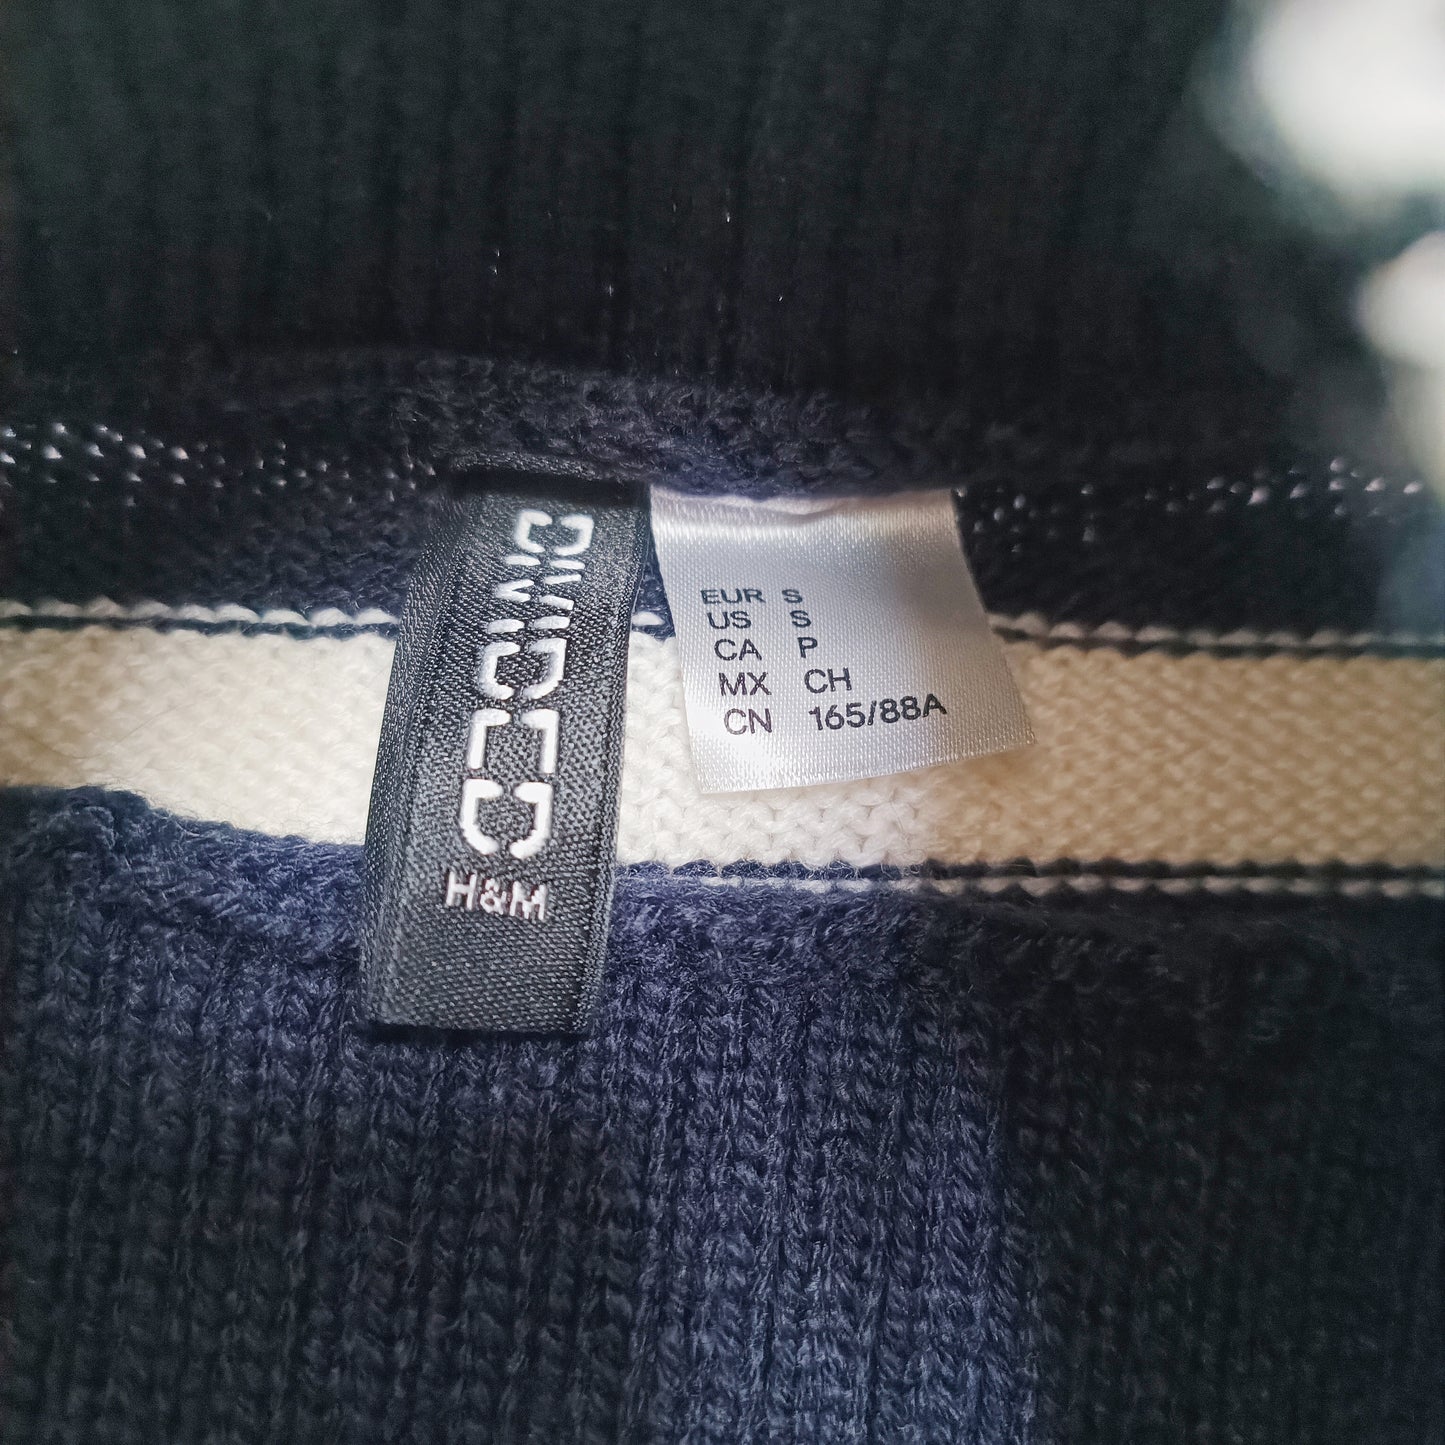 DIVIDED
H&M
EUR S
US S
CA P
MX CH
CN 165/88A